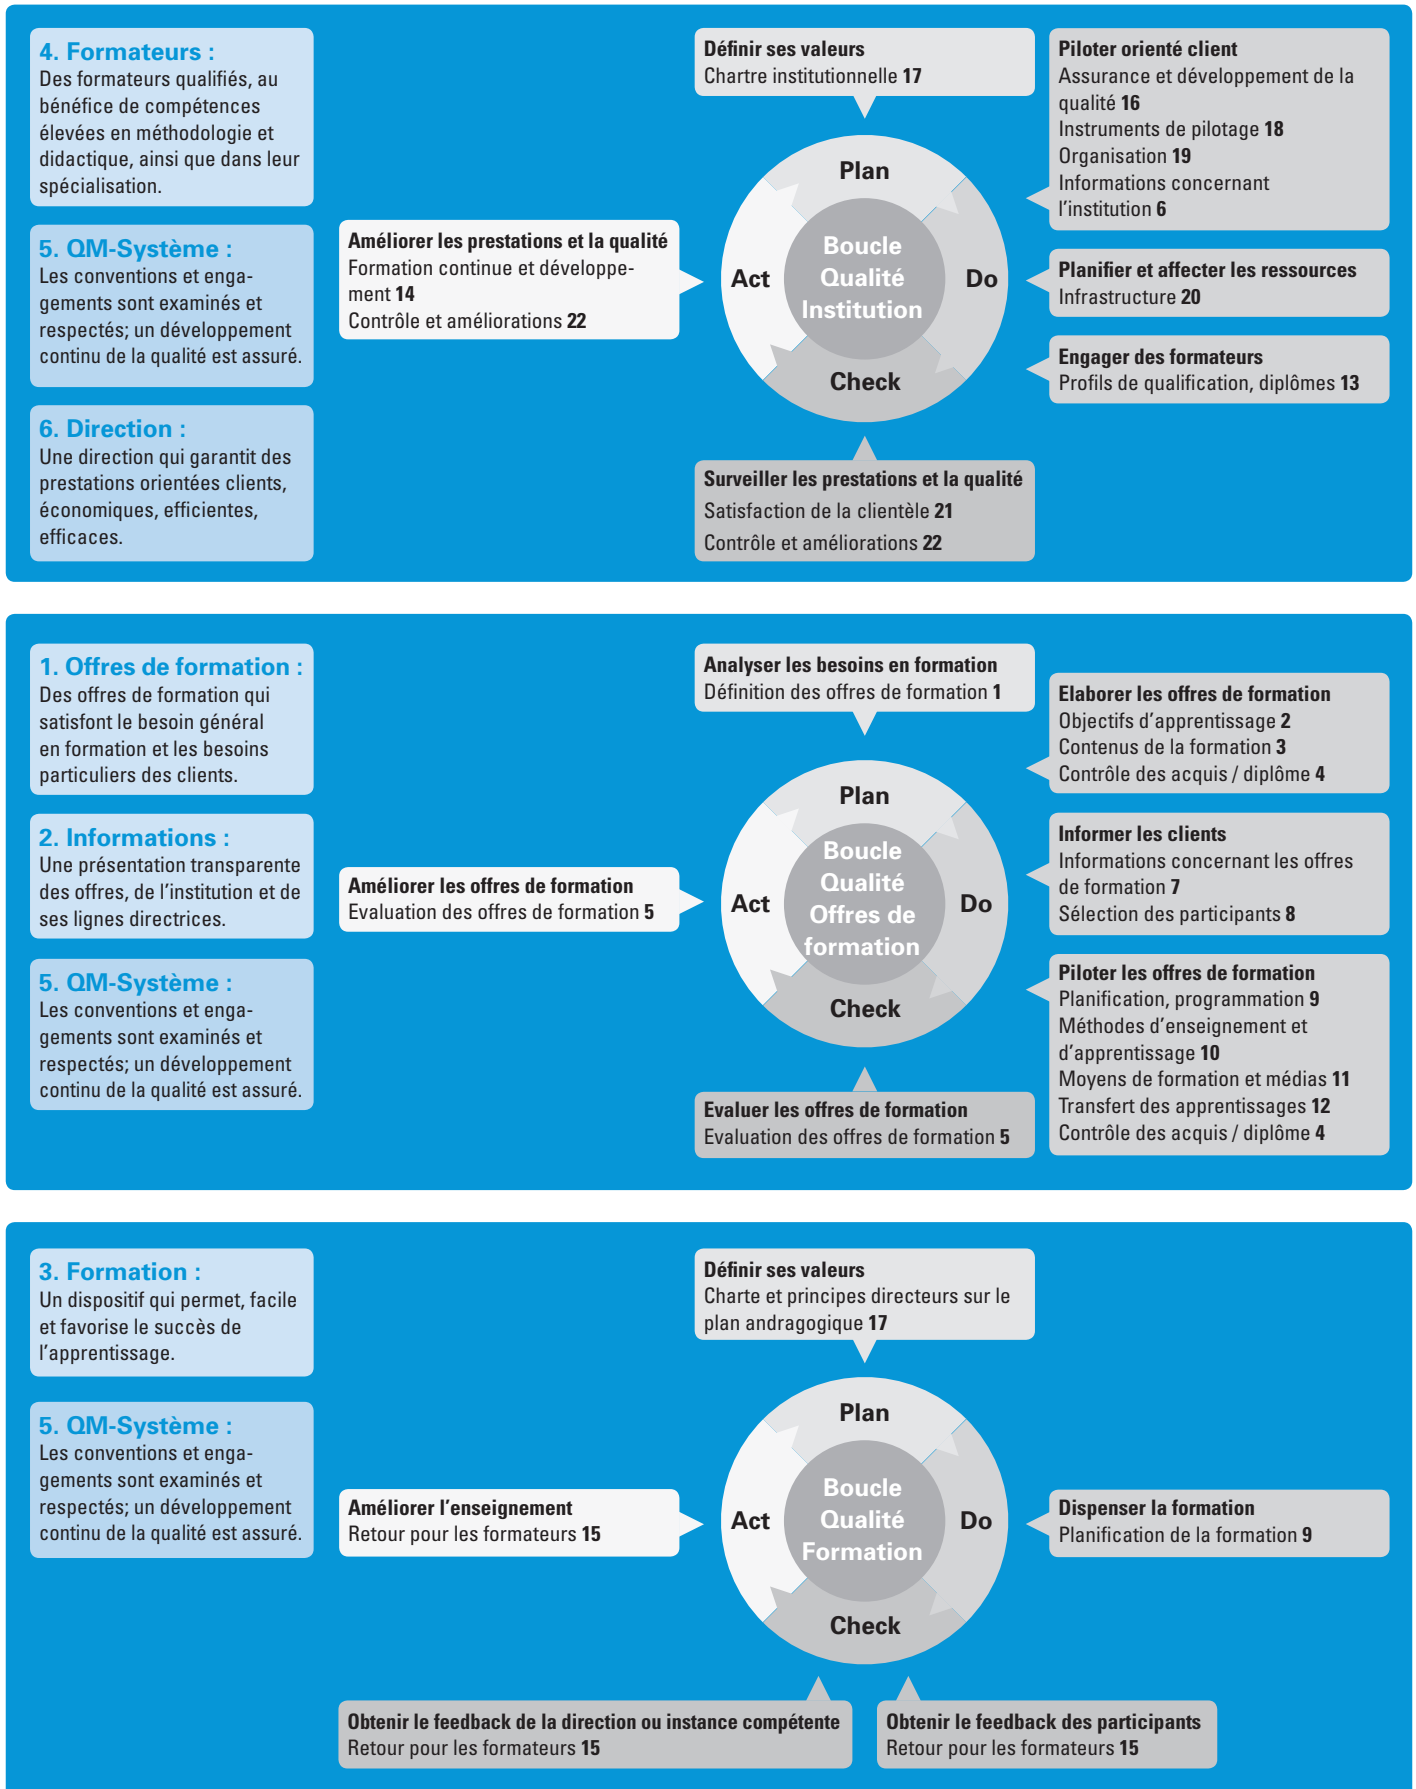 4. Formateurs :
Des formateurs qualifiés, au
bénéfice de compétences
élevées en méthodologie et
didactique, ainsi que dans leur
spécialisation.
5. QM-Système :
Les conventions et enga-
gements sont examinés et
respectés; un développement
continu de la qualité est assuré.
6. Direction :
Une direction qui garantit des
prestations orientées clients,
économiques, efficientes,
efficaces.
Définir ses valeurs
Chartre institutionnelle 17
Piloter orienté client
Assurance et développement de la
qualité 16
Instruments de pilotage 18
Organisation 19
Informations concernant
l'institution 6
Planifier et affecter les ressources
Infrastructure 20
Engager des formateurs
Profils de qualification, diplômes 13
Améliorer les prestations et la qualité
Formation continue et développe-
ment 14
Contrôle et améliorations 22
Plan
Act
Boucle
Qualité
Institution
Do
Check
Surveiller les prestations et la qualité
Satisfaction de la clientèle 21
Contrôle et améliorations 22
1. Offres de formation :
Des offres de formation qui
satisfont le besoin général
en formation et les besoins
particuliers des clients.
2. Informations :
Une présentation transparente
des offres, de l'institution et de
ses lignes directrices.
5. QM-Système :
Les conventions et enga-
gements sont examinés et
respectés; un développement
continu de la qualité est assuré.
Analyser les besoins en formation
Définition des offres de formation 1
Elaborer les offres de formation
Objectifs d'apprentissage 2
Contenus de la formation 3
Contrôle des acquis / diplôme 4
Informer les clients
Informations concernant les offres
de formation 7
Sélection des participants 8
Piloter les offres de formation
Planification, programmation 9
Méthodes d'enseignement et
d'apprentissage 10
Moyens de formation et médias 11
Transfert des apprentissages 12
Contrôle des acquis / diplôme 4
Améliorer les offres de formation
Evaluation des offres de formation 5
Plan
Act
Boucle
Qualité
Offres de
formation
Do
Check
Evaluer les offres de formation
Evaluation des offres de formation 5
3. Formation :
Un dispositif qui permet, facile
et favorise le succès de
l'apprentissage.
5. QM-Système :
Les conventions et enga-
gements sont examinés et
respectés; un développement
continu de la qualité est assuré.
Définir ses valeurs
Charte et principes directeurs sur le
plan andragogique 17
Améliorer l'enseignement
Retour pour les formateurs 15
Plan
Act
Boucle
Qualité
Formation
Do
Check
Dispenser la formation
Planification de la formation 9
Obtenir le feedback de la direction ou instance compétente
Retour pour les formateurs 15
Obtenir le feedback des participants
Retour pour les formateurs 15